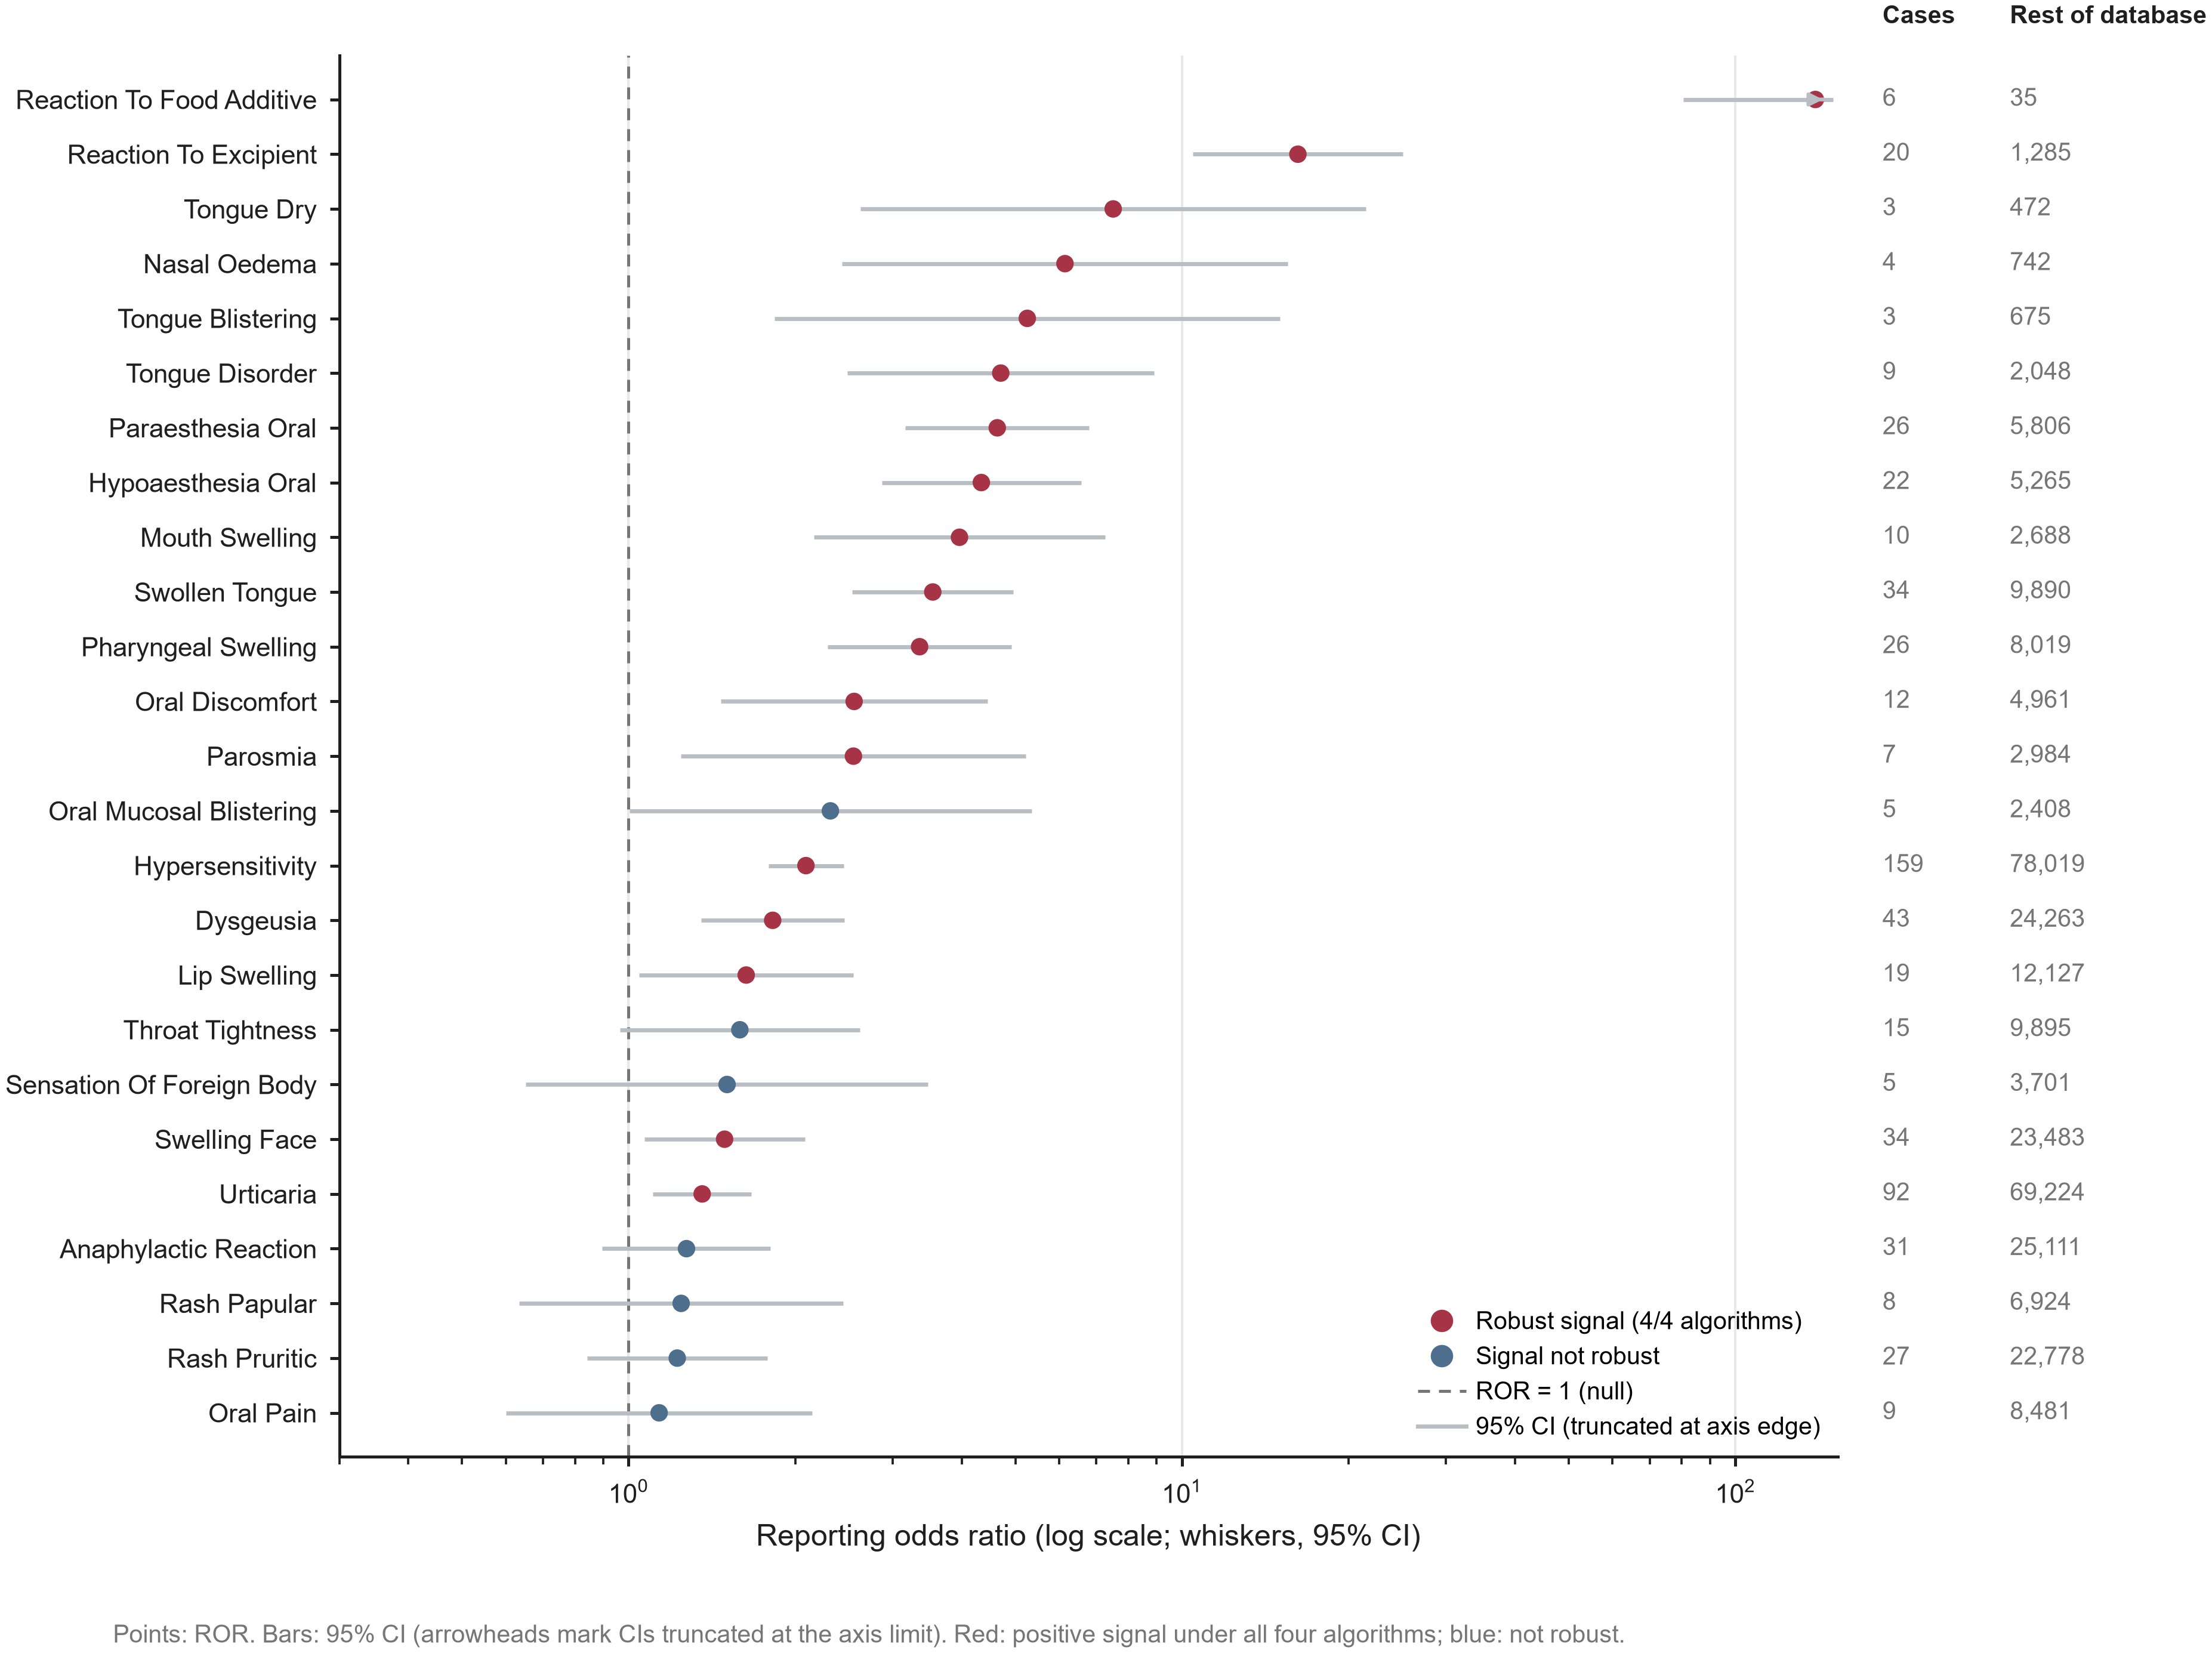 Cases Rest of database
Reaction To Food Additive 6 35
Reaction To Excipient 20 1,285
Tongue Dry 3 472
Nasal Oedema 4 742
Tongue Blistering 3 675
Tongue Disorder 9 2,048
Paraesthesia Oral 26 5,806
Hypoaesthesia Oral 22 5,265
Mouth Swelling 10 2,688
Swollen Tongue 34 9,890
Pharyngeal Swelling 26 8,019
Oral Discomfort 12 4,961
Parosmia 7 2,984
Oral Mucosal Blistering 5 2,408
Hypersensitivity 159 78,019
Dysgeusia 43 24,263
Lip Swelling 19 12,127
Throat Tightness 15 9,895
Sensation Of Foreign Body 5 3,701
Swelling Face 34 23,483
Urticaria 92 69,224
Anaphylactic Reaction 31 25,111
Rash Papular 8 6,924
Rash Pruritic 27 22,778
Oral Pain 9 8,481
Robust signal (4/4 algorithms)
Signal not robust
ROR = 1 (null)
95% CI (truncated at axis edge)
10⁰ 10¹ 10²
Reporting odds ratio (log scale; whiskers, 95% CI)
Points: ROR. Bars: 95% CI (arrowheads mark CIs truncated at the axis limit). Red: positive signal under all four algorithms; blue: not robust.